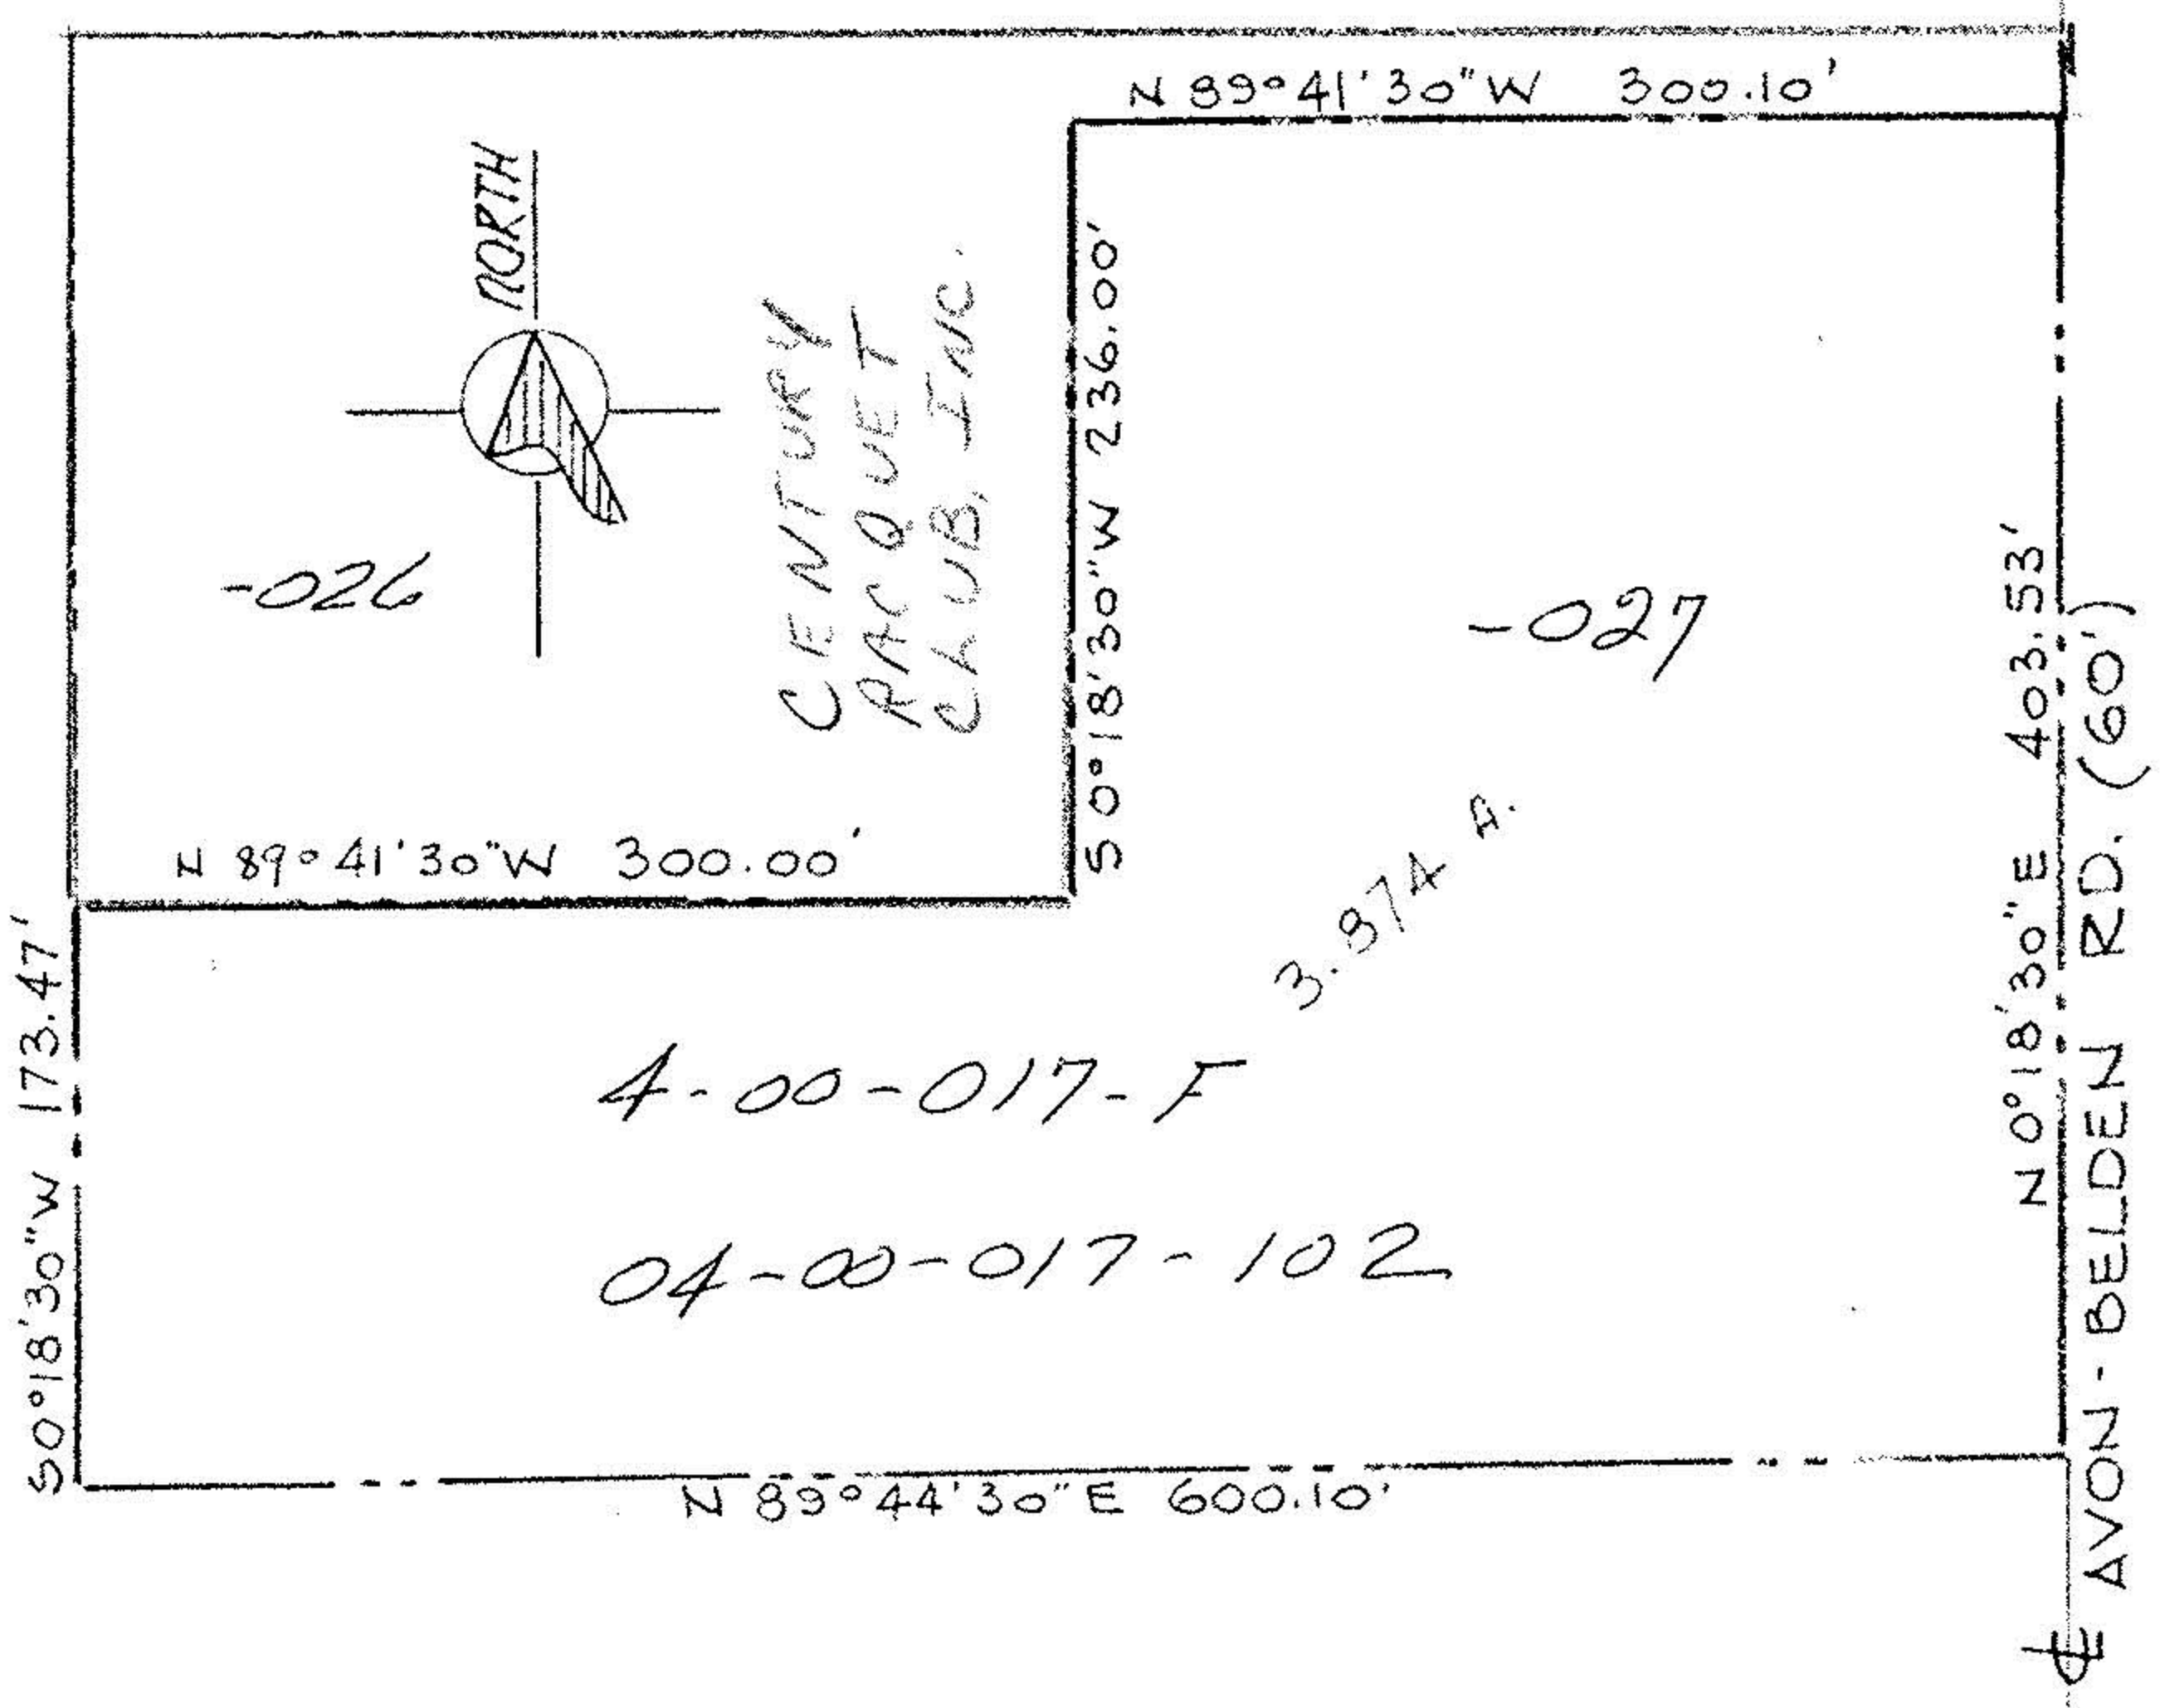 N 89°41'30"W 300.10'
NORTH
CENTURY
RACQUET
CLUB, INC.
S 0°18'30"W 236.00'
-026
-027
N 0°18'30"E 403.53'
AVON-BELDEN RD. (60')
N 89°41'30"W 300.00'
3.874 A.
S 0°18'30"W 173.47'
4-00-017-F
04-00-017-102
N 89°44'30"E 600.10'
℄